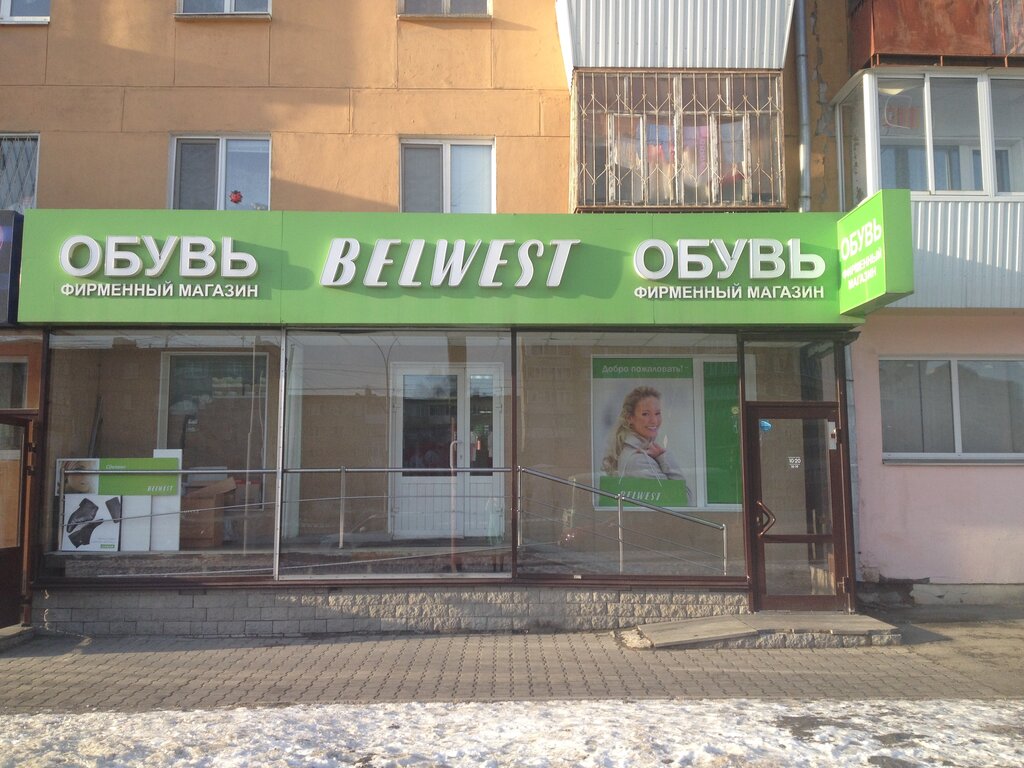 ОБУВЬ
ФИРМЕННЫЙ МАГАЗИН
BELWEST
ОБУВЬ
ФИРМЕННЫЙ МАГАЗИН
ОБУВЬ
ФИРМЕННЫЙ
МАГАЗИН
Добро пожаловать!
BELWEST
BELWEST